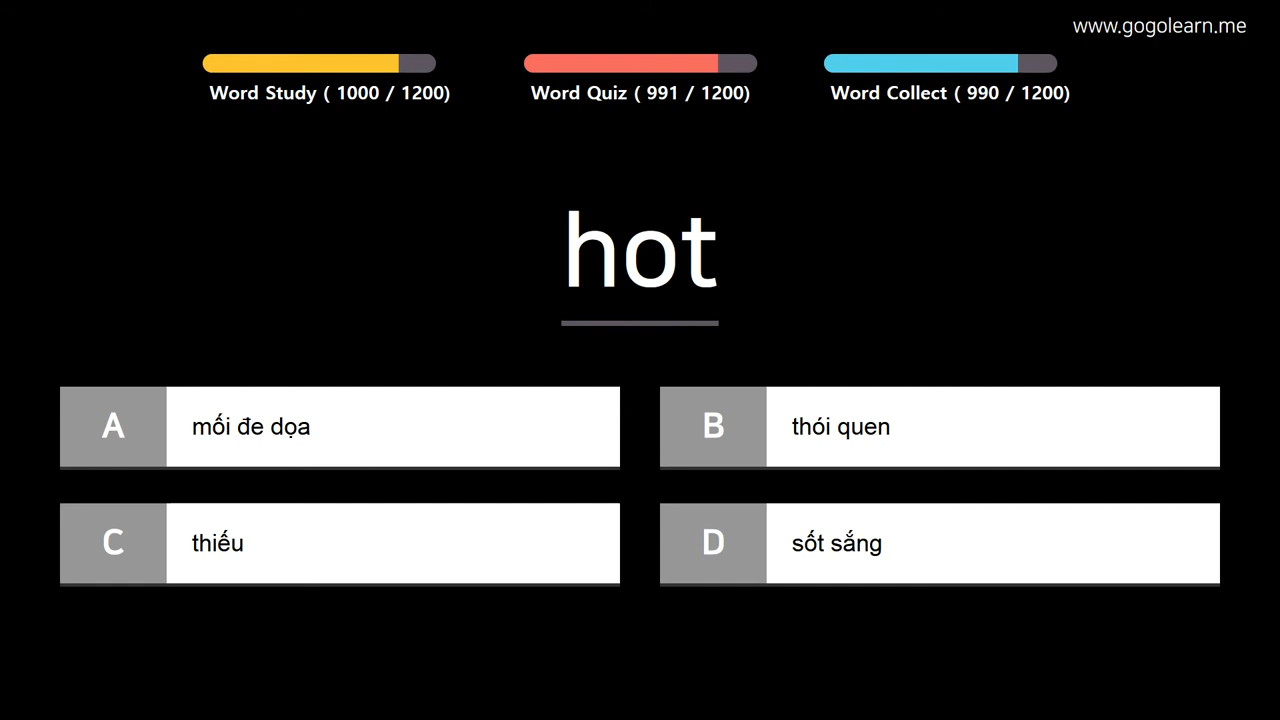 www.gogolearn.me
Word Study ( 1000 / 1200)
Word Quiz ( 991 / 1200)
Word Collect ( 990 / 1200)
hot
A mối đe dọa
B thói quen
C thiếu
D sốt sắng